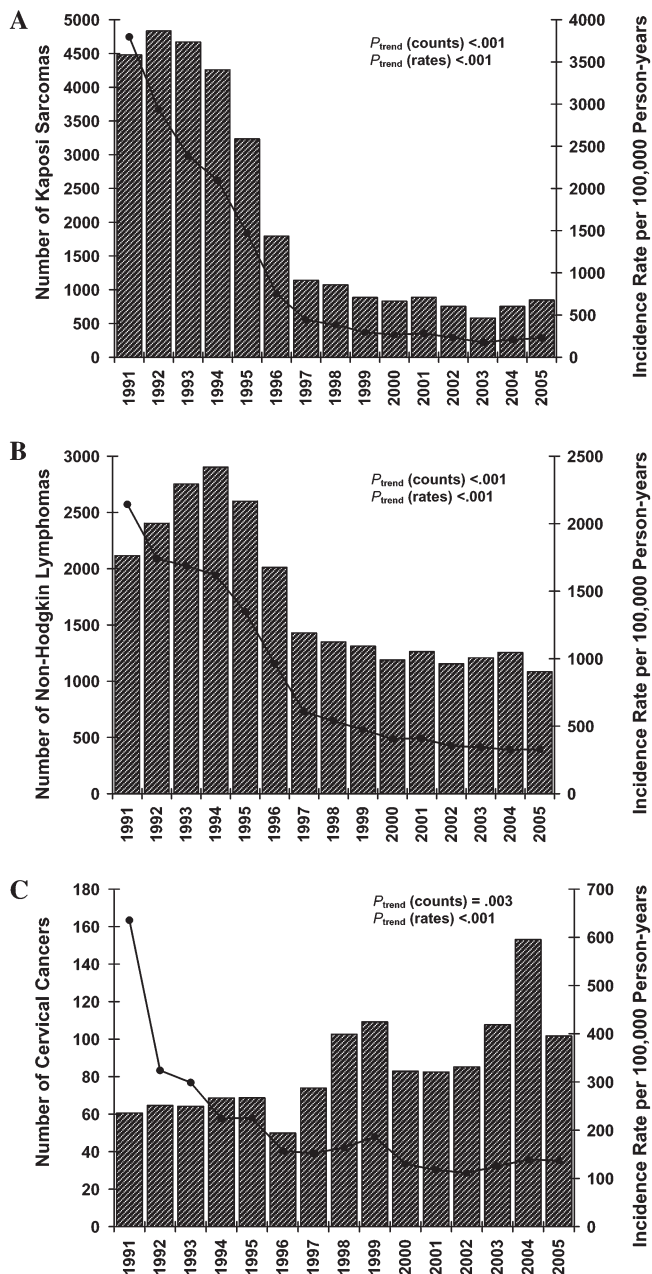 A
Number of Kaposi Sarcomas
5000
4500
4000
3500
3000
2500
2000
1500
1000
500
0
P trend (counts) <.001
P trend (rates) <.001
4000
3500
3000
2500
2000
1500
1000
500
0
Incidence Rate per 100,000 Person-years
1991 1992 1993 1994 1995 1996 1997 1998 1999 2000 2001 2002 2003 2004 2005
B
Number of Non-Hodgkin Lymphomas
3000
2500
2000
1500
1000
500
0
P trend (counts) <.001
P trend (rates) <.001
2500
2000
1500
1000
500
0
Incidence Rate per 100,000 Person-years
1991 1992 1993 1994 1995 1996 1997 1998 1999 2000 2001 2002 2003 2004 2005
C
Number of Cervical Cancers
180
160
140
120
100
80
60
40
20
0
P trend (counts) = .003
P trend (rates) <.001
700
600
500
400
300
200
100
0
Incidence Rate per 100,000 Person-years
1991 1992 1993 1994 1995 1996 1997 1998 1999 2000 2001 2002 2003 2004 2005